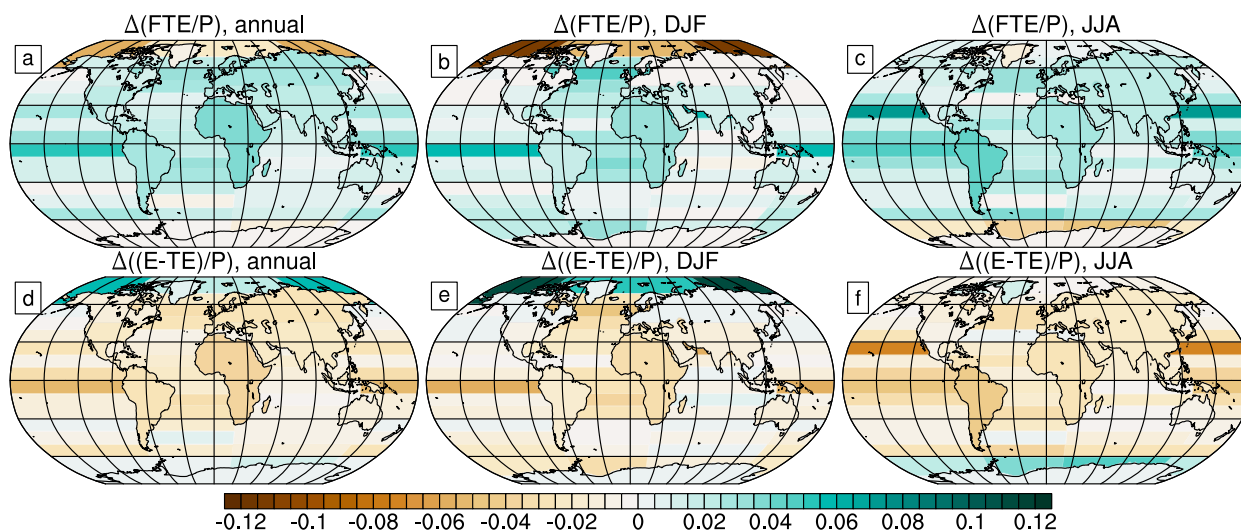 Δ(FTE/P), annual
Δ(FTE/P), DJF
Δ(FTE/P), JJA
a
b
c
Δ((E-TE)/P), annual
Δ((E-TE)/P), DJF
Δ((E-TE)/P), JJA
d
e
f
-0.12 -0.1 -0.08 -0.06 -0.04 -0.02 0 0.02 0.04 0.06 0.08 0.1 0.12